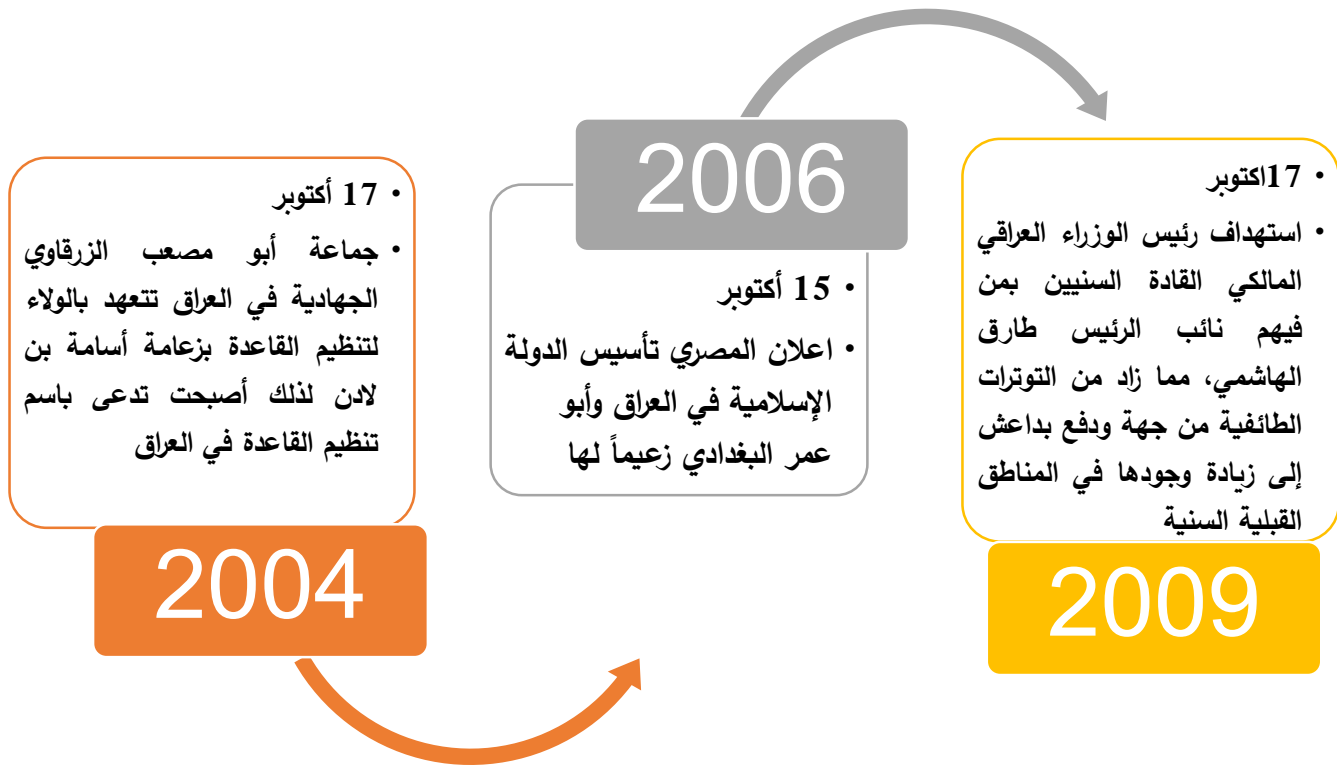 • 17 أكتوبر
• جماعة أبو مصعب الزرقاوي
الجهادية في العراق تتعهد بالولاء
لتنظيم القاعدة بزعامة أسامة بن
لادن لذلك أصبحت تدعى باسم
تنظيم القاعدة في العراق
2004
2006
• 15 أكتوبر
• اعلان المصري تأسيس الدولة
الإسلامية في العراق وأبو
عمر البغدادي زعيماً لها
• 17اكتوبر
• استهداف رئيس الوزراء العراقي
المالكي القادة السنيين بمن
فيهم نائب الرئيس طارق
الهاشمي، مما زاد من التوترات
الطائفية من جهة ودفع بداعش
إلى زيادة وجودها في المناطق
القبلية السنية
2009